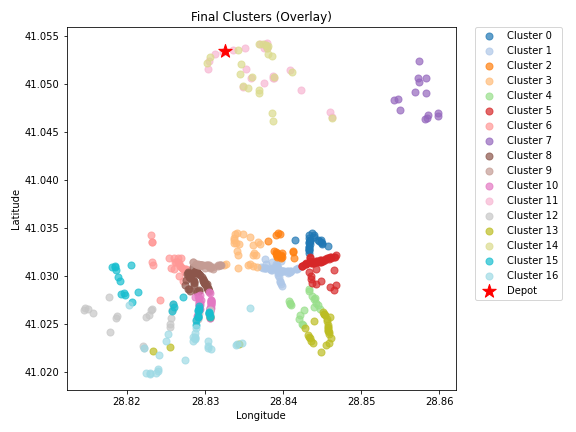 Final Clusters (Overlay)
41.055
41.050
41.045
41.040
41.035
41.030
41.025
41.020
Latitude
28.82
28.83
28.84
28.85
28.86
Longitude
Cluster 0
Cluster 1
Cluster 2
Cluster 3
Cluster 4
Cluster 5
Cluster 6
Cluster 7
Cluster 8
Cluster 9
Cluster 10
Cluster 11
Cluster 12
Cluster 13
Cluster 14
Cluster 15
Cluster 16
Depot